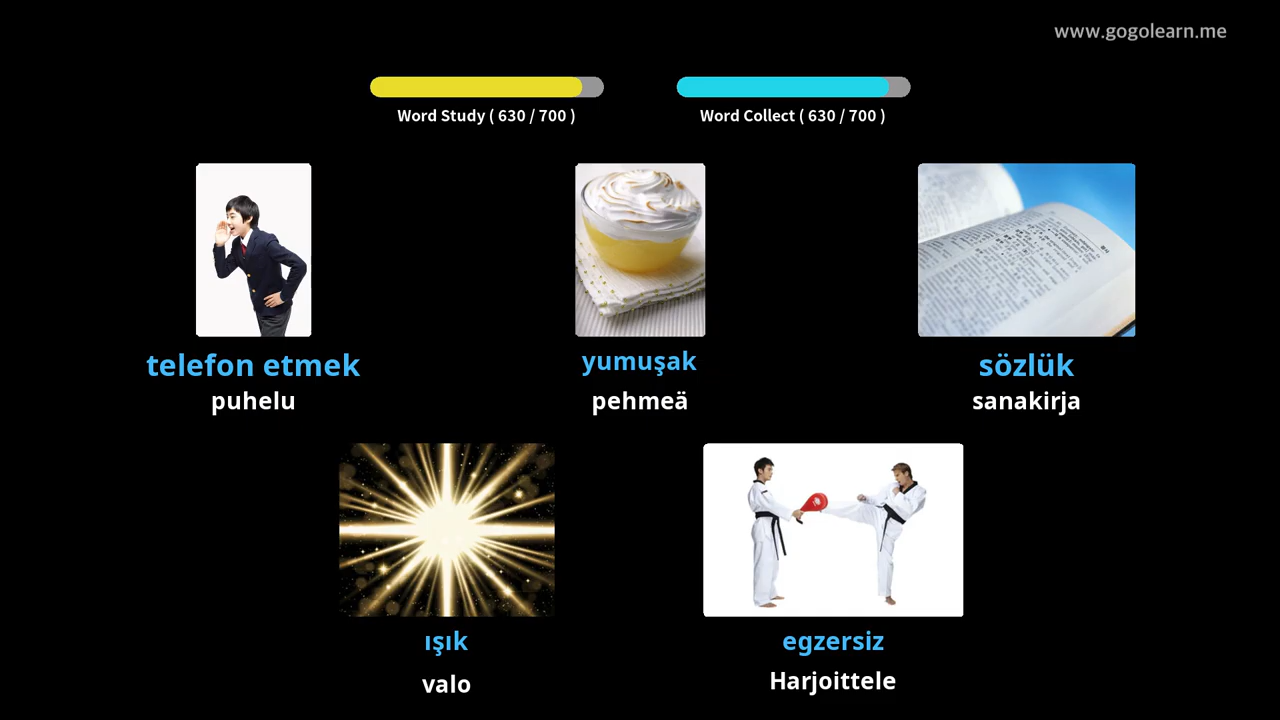 www.gogolearn.me
Word Study ( 630 / 700 )
Word Collect ( 630 / 700 )
telefon etmek
puhelu
yumuşak
pehmeä
sözlük
sanakirja
ışık
valo
egzersiz
Harjoittele